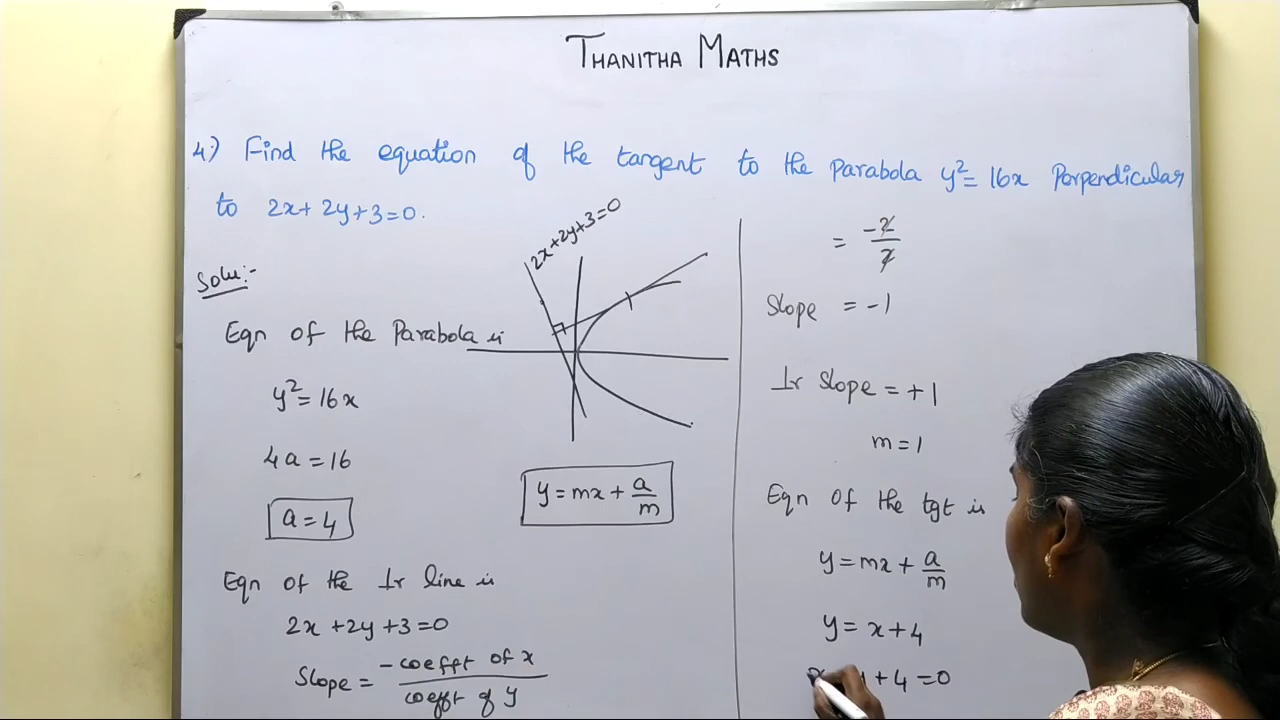 THANITHA MATHS
4.) Find the equation of the tangent to the parabola y²= 16x Perpendicular
to 2x+ 2y+3=0.
Solu:-
Eqn of the Parabola is
y²= 16x
4a = 16
a = 4
2x+2y+3=0
y = mx + a/m
Eqn of the ⊥r line is
2x +2y +3 =0
Slope = -coefft of x / coefft of y
= -2/2
Slope = -1
⊥r Slope = +1
m = 1
Eqn of the tgt is
y = mx + a/m
y = x+4
+ 4 =0